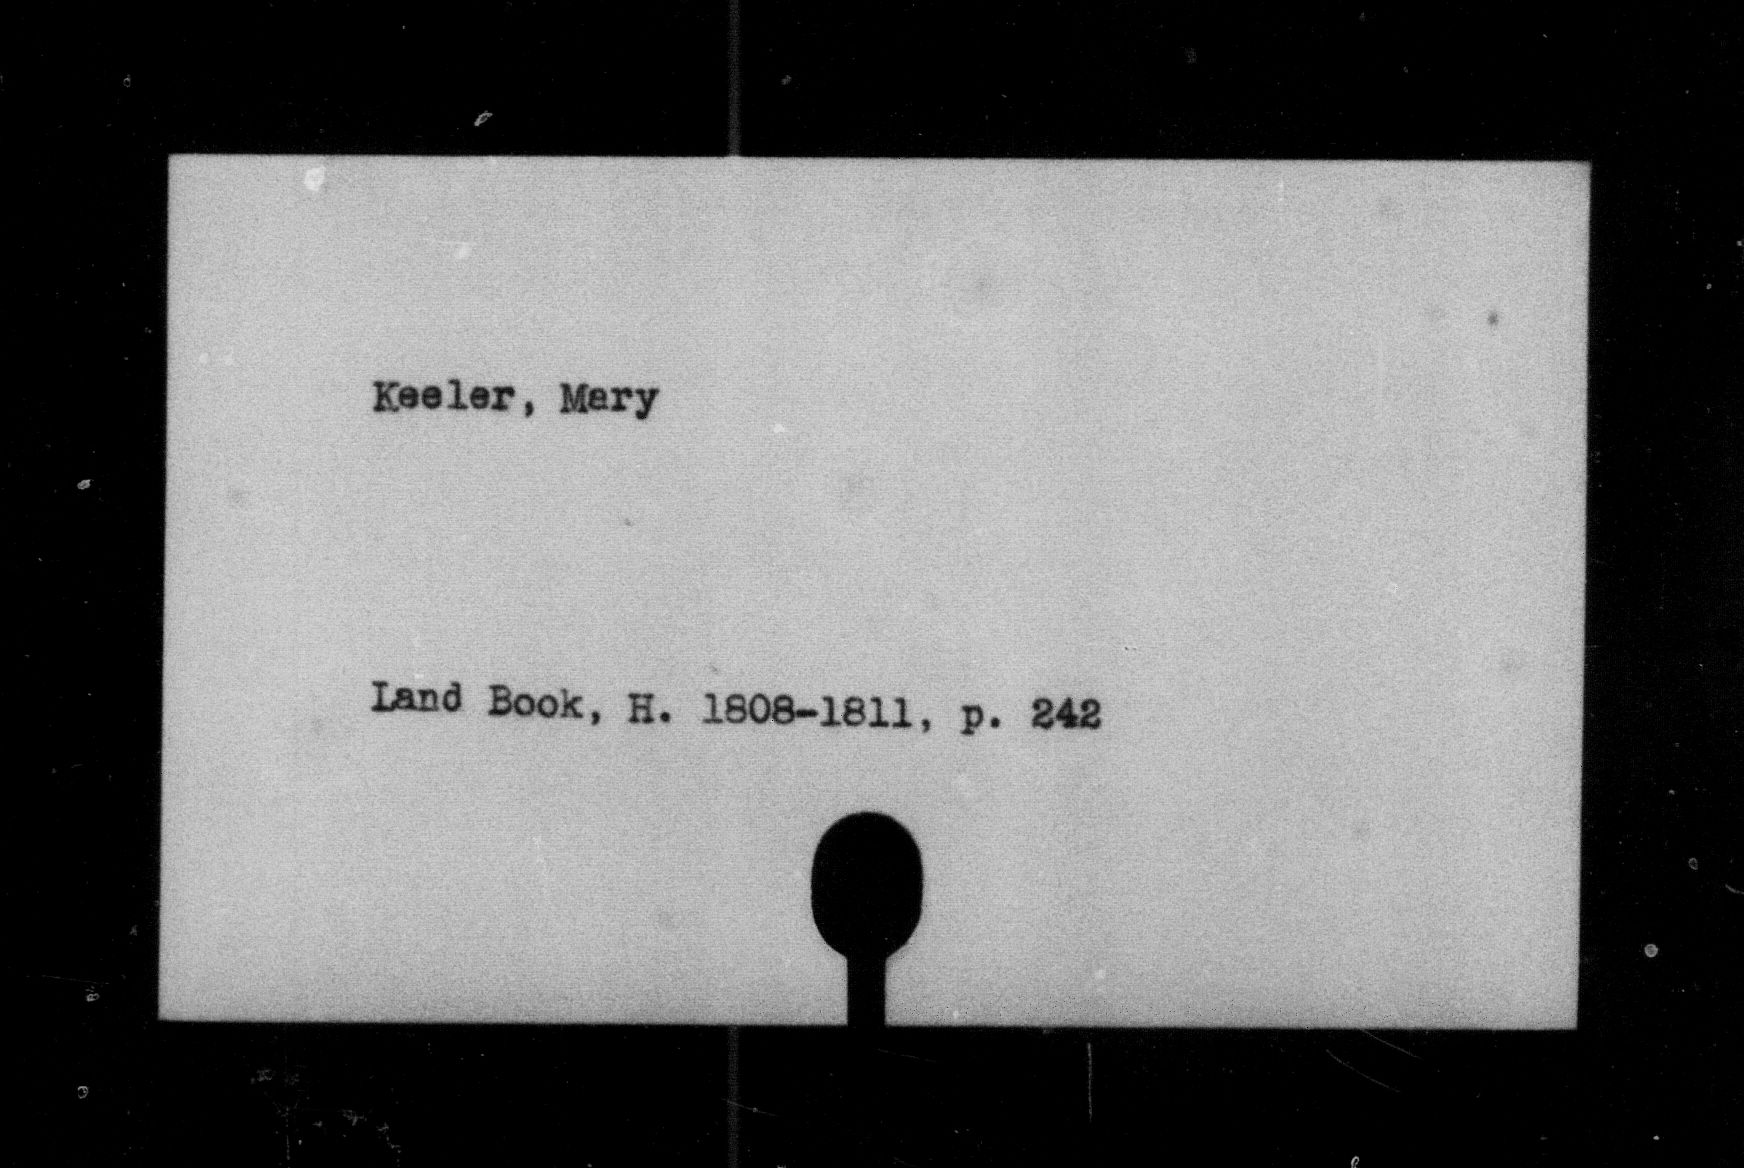 Keeler, Mary
Land Book, H. 1808-1811, p. 242